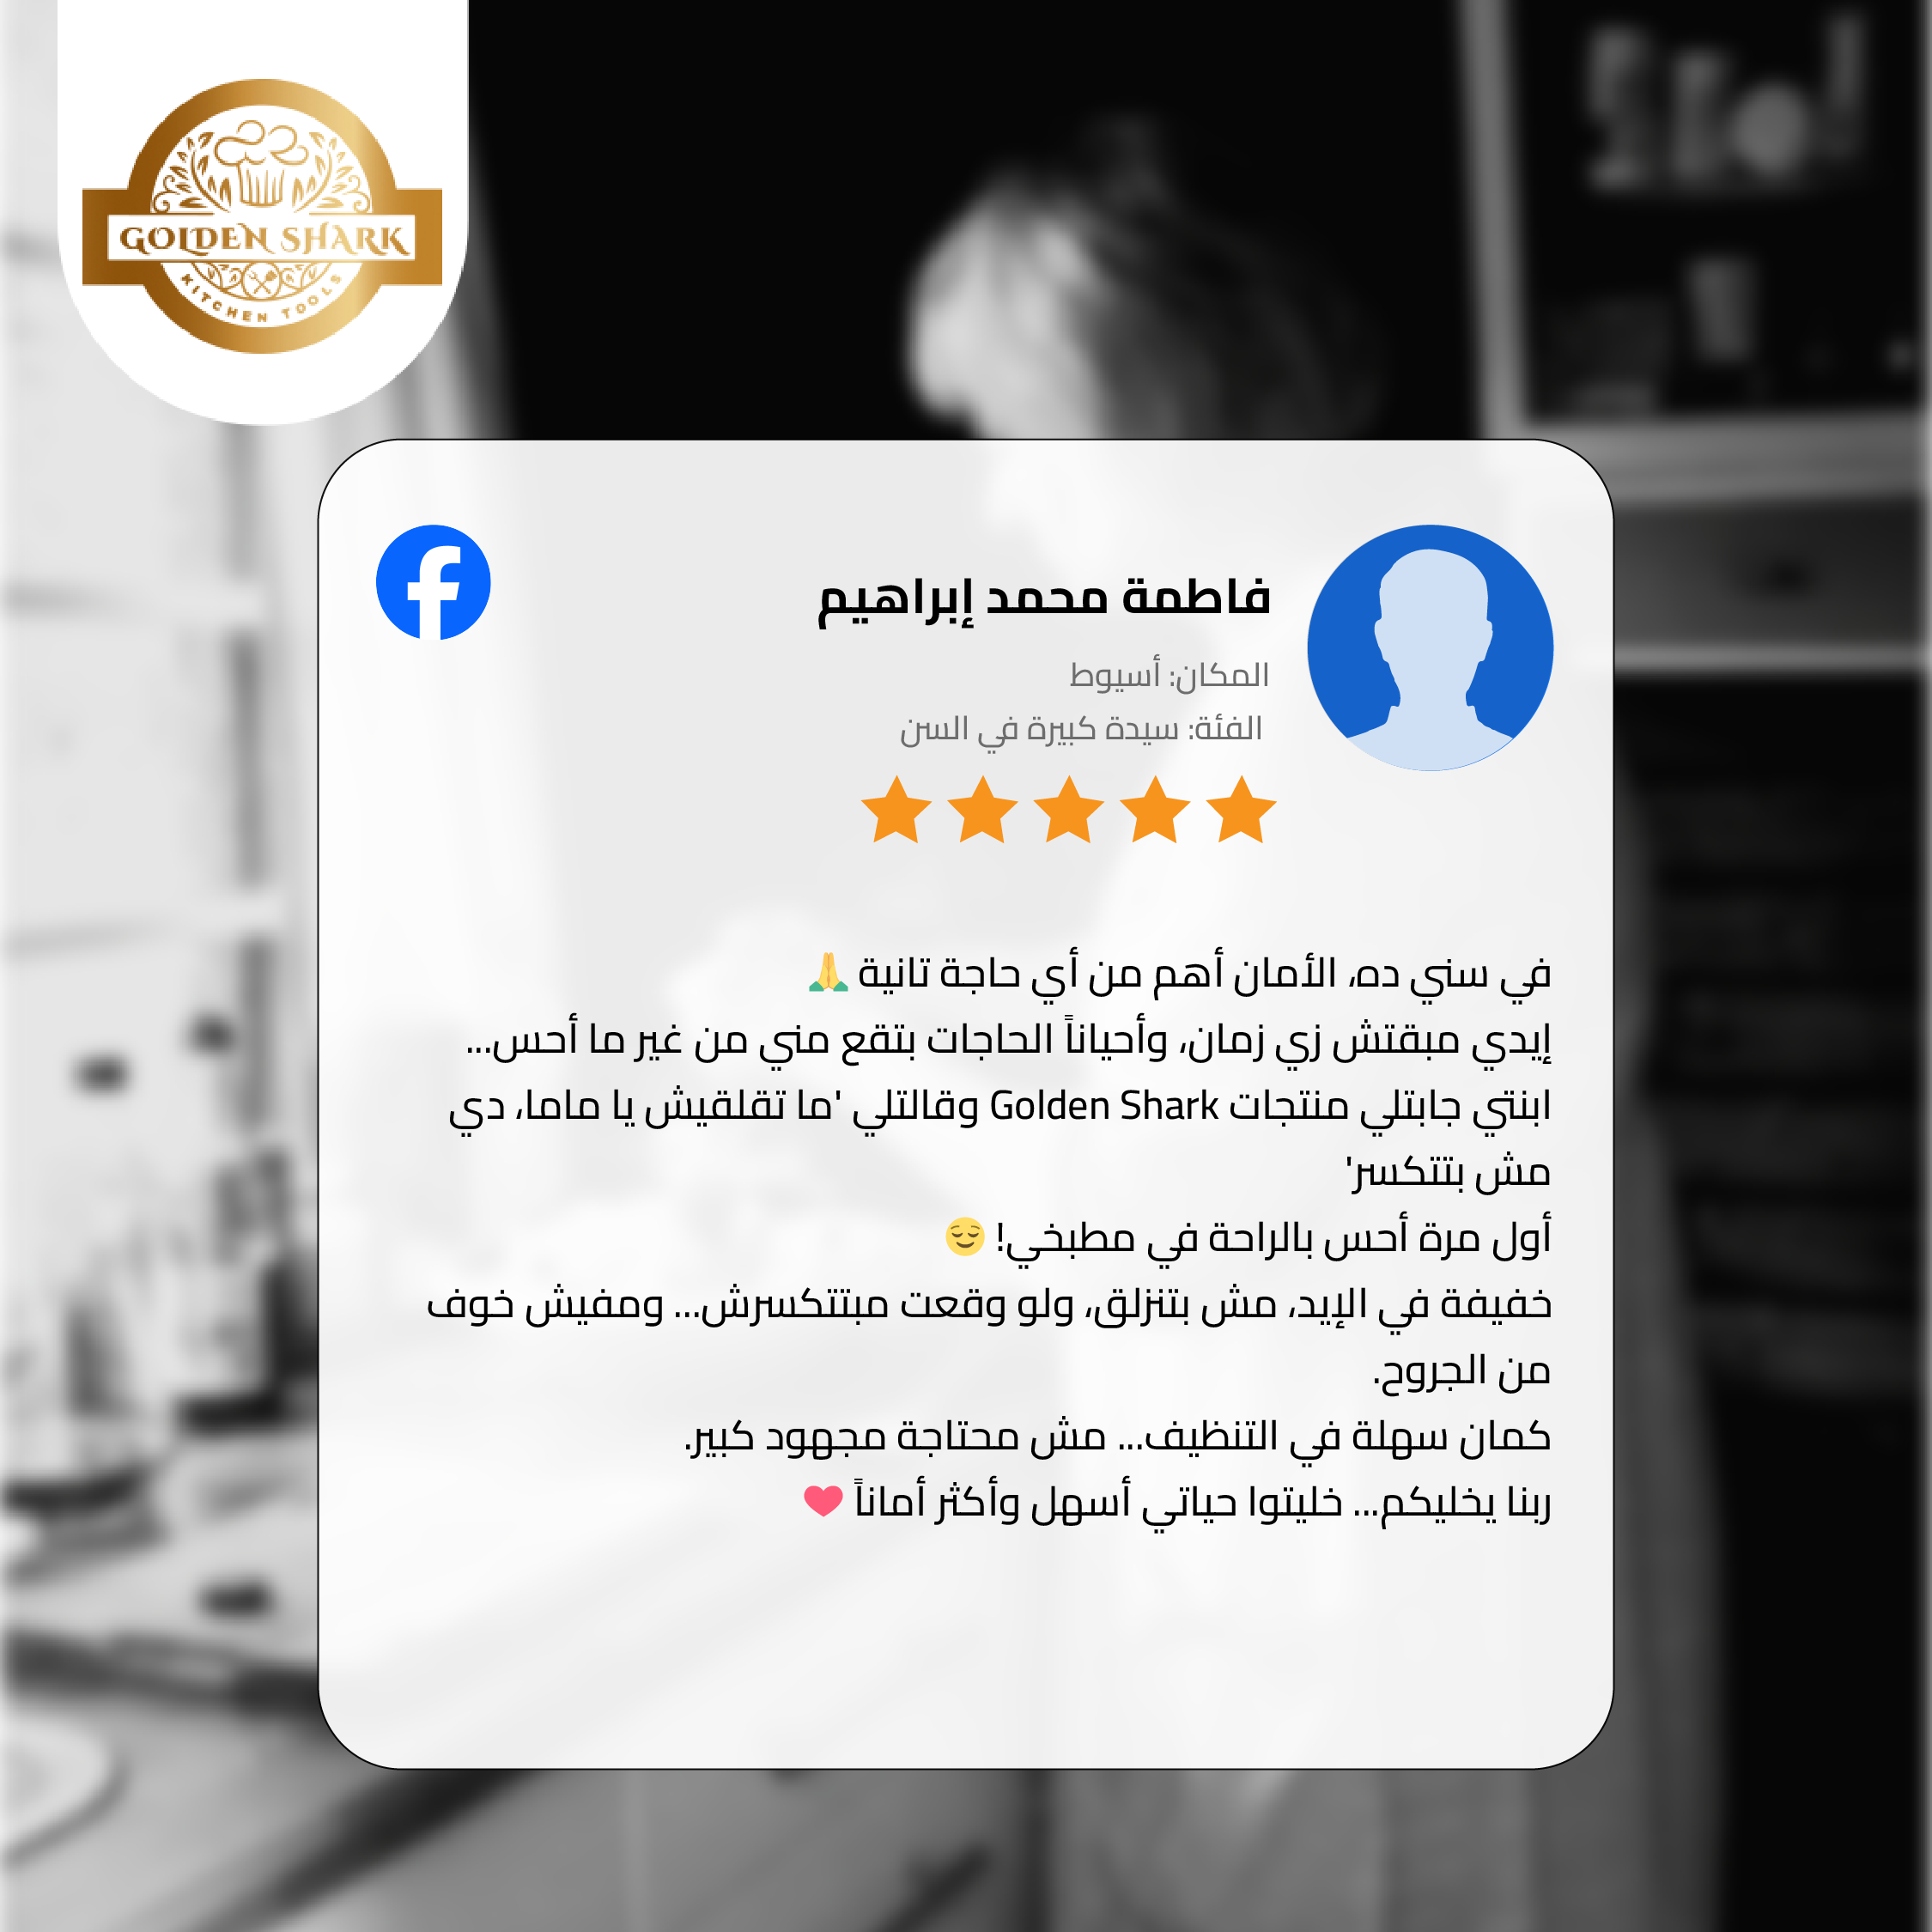 GOLDEN SHARK
KITCHEN TOOLS
فاطمة محمد إبراهيم
المكان: أسيوط
الفئة: سيدة كبيرة في السن
في سني ده، الأمان أهم من أي حاجة تانية 🙏
إيدي مبقتش زي زمان، وأحياناً الحاجات بتقع مني من غير ما أحس...
ابنتي جابتلي منتجات Golden Shark وقالتلي 'ما تقلقيش يا ماما، دي
مش بتتكسر'
أول مرة أحس بالراحة في مطبخي! 😌
خفيفة في الإيد، مش بتنزلق، ولو وقعت مبتتكسرش... ومفيش خوف
من الجروح.
كمان سهلة في التنظيف... مش محتاجة مجهود كبير.
ربنا يخليكم... خليتوا حياتي أسهل وأكثر أماناً ❤️